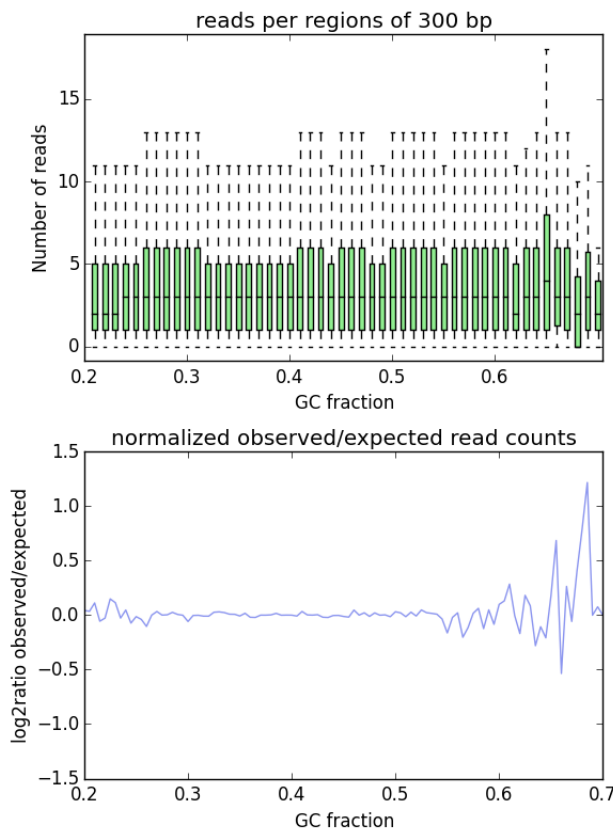 reads per regions of 300 bp
Number of reads
15
10
5
0
0.2 0.3 0.4 0.5 0.6
GC fraction
normalized observed/expected read counts
log2ratio observed/expected
1.5
1.0
0.5
0.0
−0.5
−1.0
−1.5
0.2 0.3 0.4 0.5 0.6 0.7
GC fraction